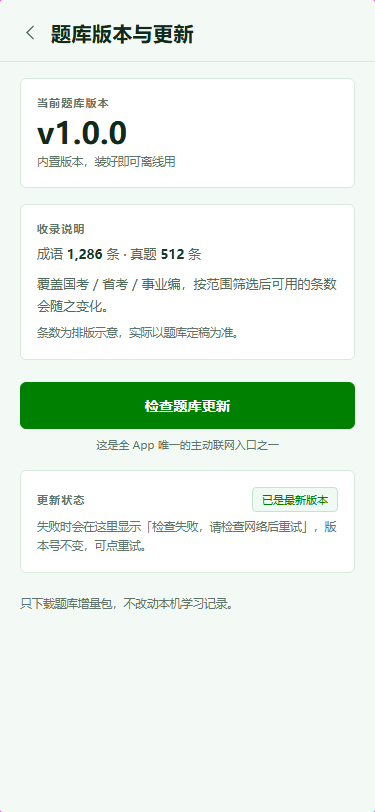 题库版本与更新
当前题库版本
v1.0.0
内置版本，装好即可离线用
收录说明
成语 1,286 条 · 真题 512 条
覆盖国考 / 省考 / 事业编，按范围筛选后可用的条数
会随之变化。
条数为排版示意，实际以题库定稿为准。
检查题库更新
这是全 App 唯一的主动联网入口之一
更新状态
已是最新版本
失败时会在这里显示「检查失败，请检查网络后重试」，版
本号不变，可点重试。
只下载题库增量包，不改动本机学习记录。